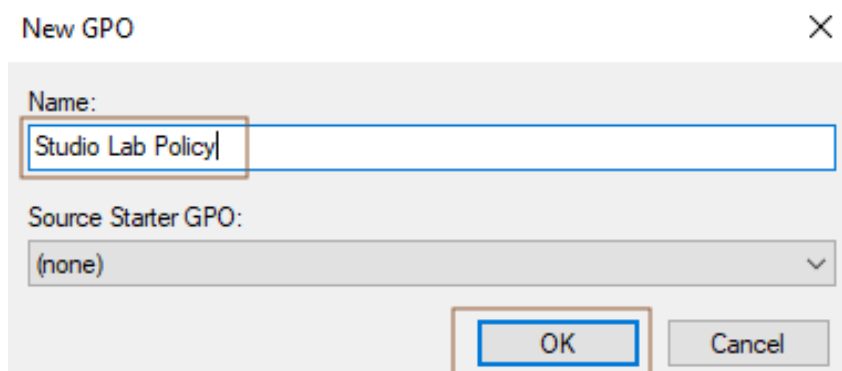 New GPO
Name:
Studio Lab Policy
Source Starter GPO:
(none)
OK Cancel